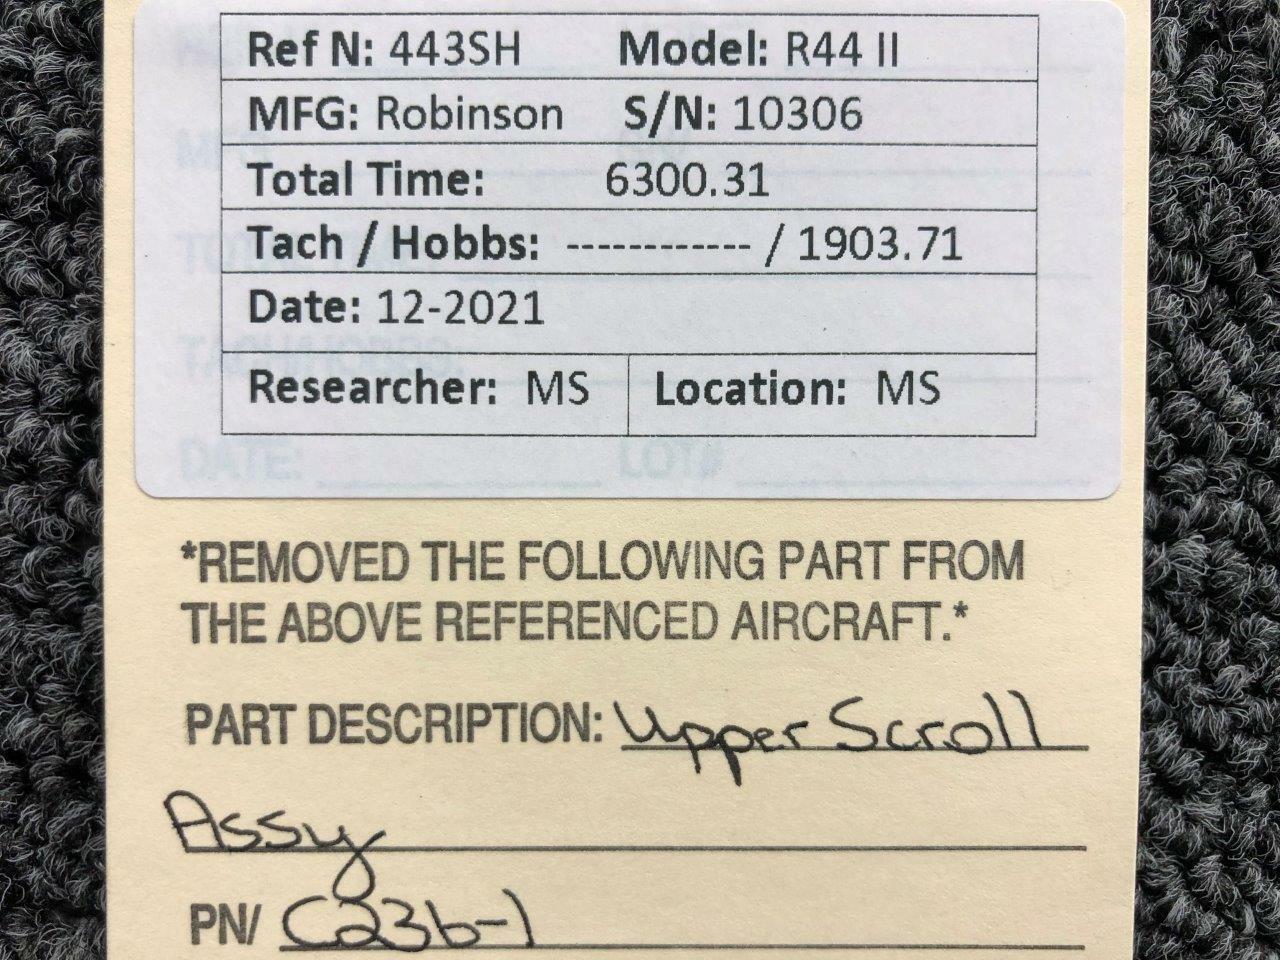 Ref N: 443SH Model: R44 II
MFG: Robinson S/N: 10306
Total Time: 6300.31
Tach / Hobbs: ------------ / 1903.71
Date: 12-2021
Researcher: MS Location: MS
DATE: LOT#
*REMOVED THE FOLLOWING PART FROM
THE ABOVE REFERENCED AIRCRAFT.*
PART DESCRIPTION: Upper Scroll
Assy
PN/ C236-1